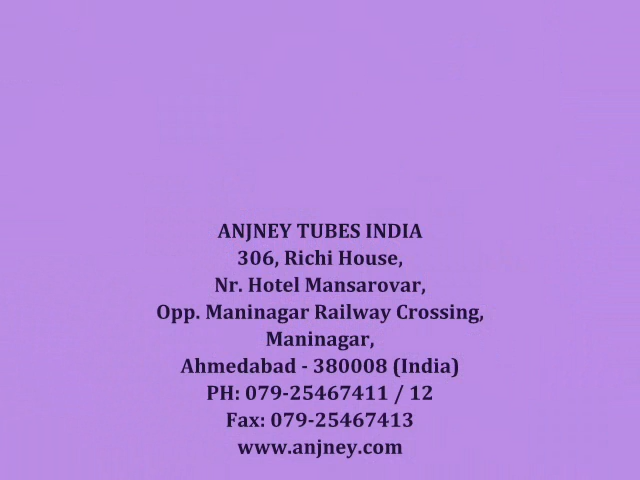 ANJNEY TUBES INDIA
306, Richi House,
Nr. Hotel Mansarovar,
Opp. Maninagar Railway Crossing,
Maninagar,
Ahmedabad - 380008 (India)
PH: 079-25467411 / 12
Fax: 079-25467413
www.anjney.com